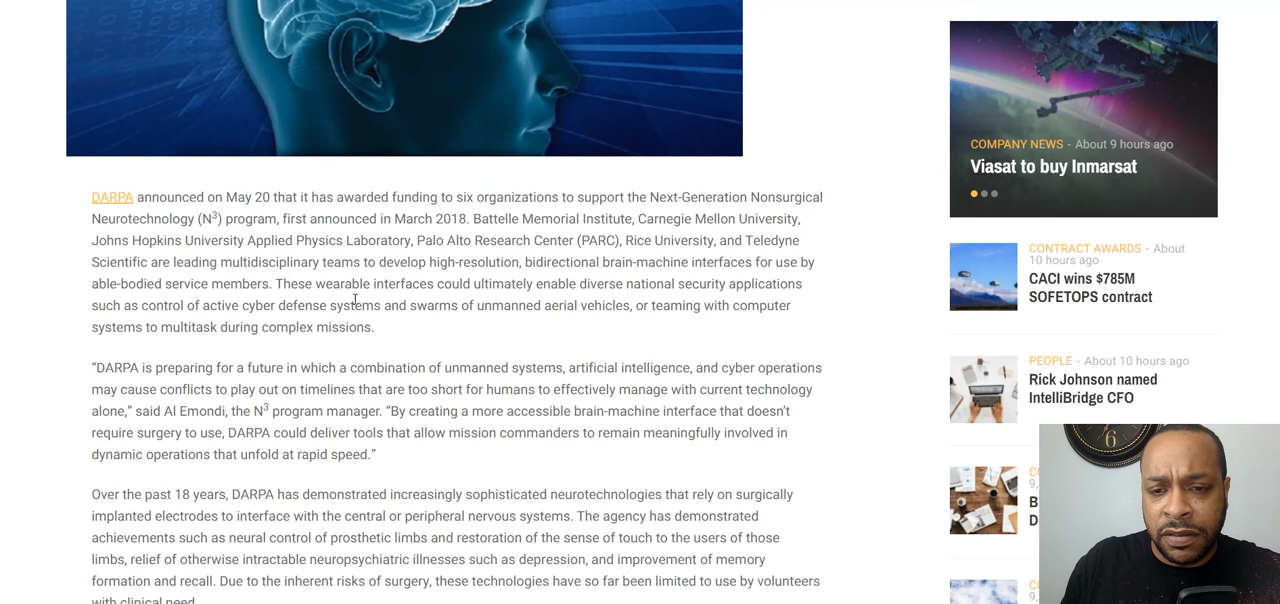 DARPA announced on May 20 that it has awarded funding to six organizations to support the Next-Generation Nonsurgical
Neurotechnology (N3) program, first announced in March 2018. Battelle Memorial Institute, Carnegie Mellon University,
Johns Hopkins University Applied Physics Laboratory, Palo Alto Research Center (PARC), Rice University, and Teledyne
Scientific are leading multidisciplinary teams to develop high-resolution, bidirectional brain-machine interfaces for use by
able-bodied service members. These wearable interfaces could ultimately enable diverse national security applications
such as control of active cyber defense systems and swarms of unmanned aerial vehicles, or teaming with computer
systems to multitask during complex missions.
“DARPA is preparing for a future in which a combination of unmanned systems, artificial intelligence, and cyber operations
may cause conflicts to play out on timelines that are too short for humans to effectively manage with current technology
alone,” said Al Emondi, the N3 program manager. “By creating a more accessible brain-machine interface that doesn’t
require surgery to use, DARPA could deliver tools that allow mission commanders to remain meaningfully involved in
dynamic operations that unfold at rapid speed.”
Over the past 18 years, DARPA has demonstrated increasingly sophisticated neurotechnologies that rely on surgically
implanted electrodes to interface with the central or peripheral nervous systems. The agency has demonstrated
achievements such as neural control of prosthetic limbs and restoration of the sense of touch to the users of those
limbs, relief of otherwise intractable neuropsychiatric illnesses such as depression, and improvement of memory
formation and recall. Due to the inherent risks of surgery, these technologies have so far been limited to use by volunteers
with clinical need.
COMPANY NEWS - About 9 hours ago
Viasat to buy Inmarsat
CONTRACT AWARDS - About
10 hours ago
CACI wins $785M
SOFETOPS contract
PEOPLE - About 10 hours ago
Rick Johnson named
IntelliBridge CFO
6